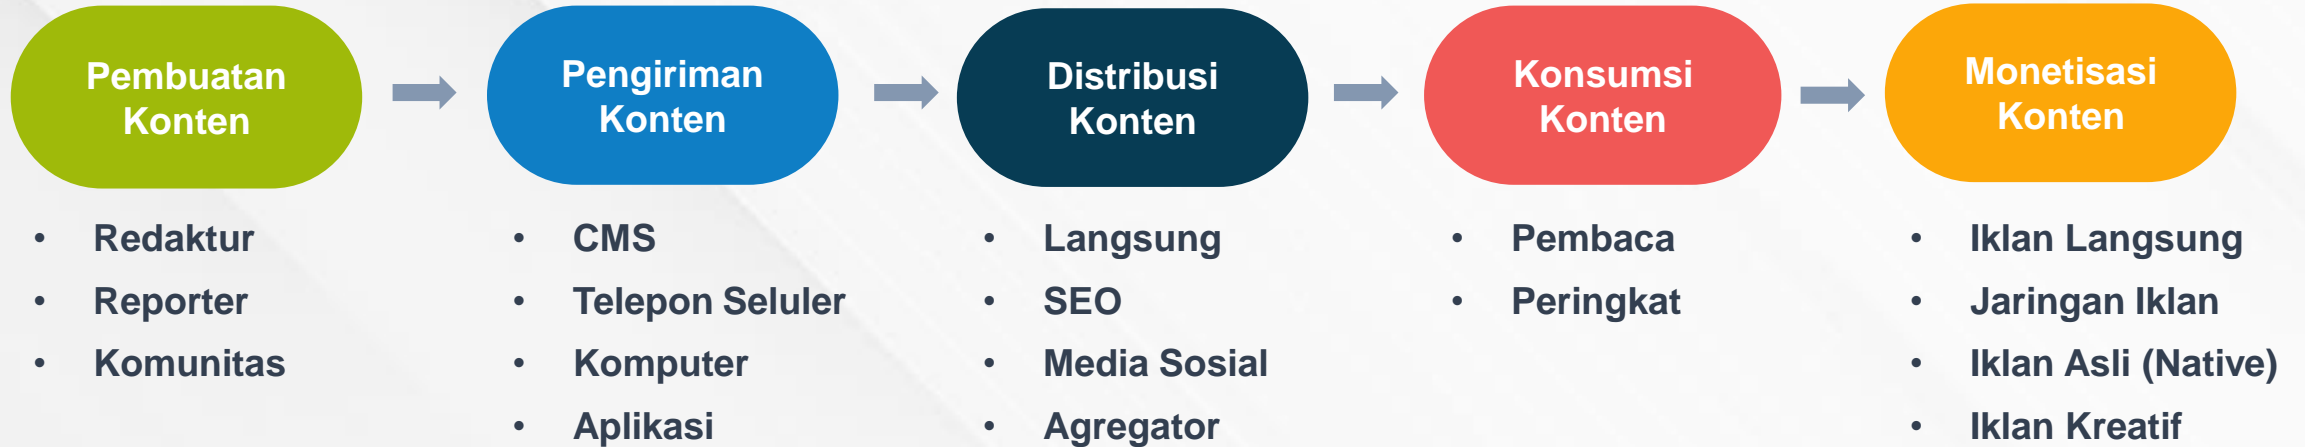 Pembuatan
Konten
Pengiriman
Konten
Distribusi
Konten
Konsumsi
Konten
Monetisasi
Konten
• Redaktur
• Reporter
• Komunitas
• CMS
• Telepon Seluler
• Komputer
• Aplikasi
• Langsung
• SEO
• Media Sosial
• Agregator
• Pembaca
• Peringkat
• Iklan Langsung
• Jaringan Iklan
• Iklan Asli (Native)
• Iklan Kreatif